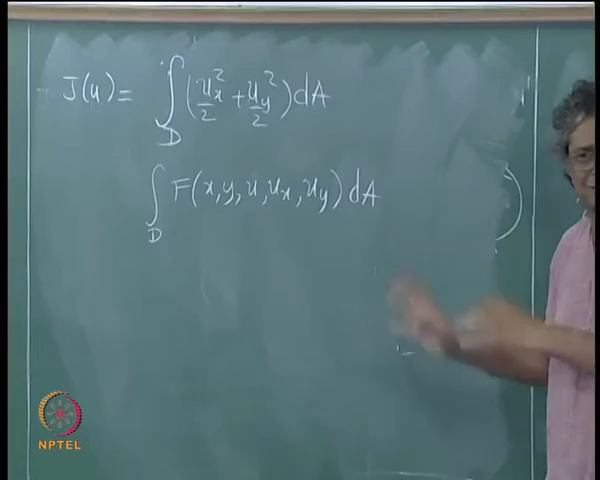 J(u) = ∫_D (u_x²/2 + u_y²/2) dA
∫_D F(x, y, u, u_x, u_y) dA
NPTEL